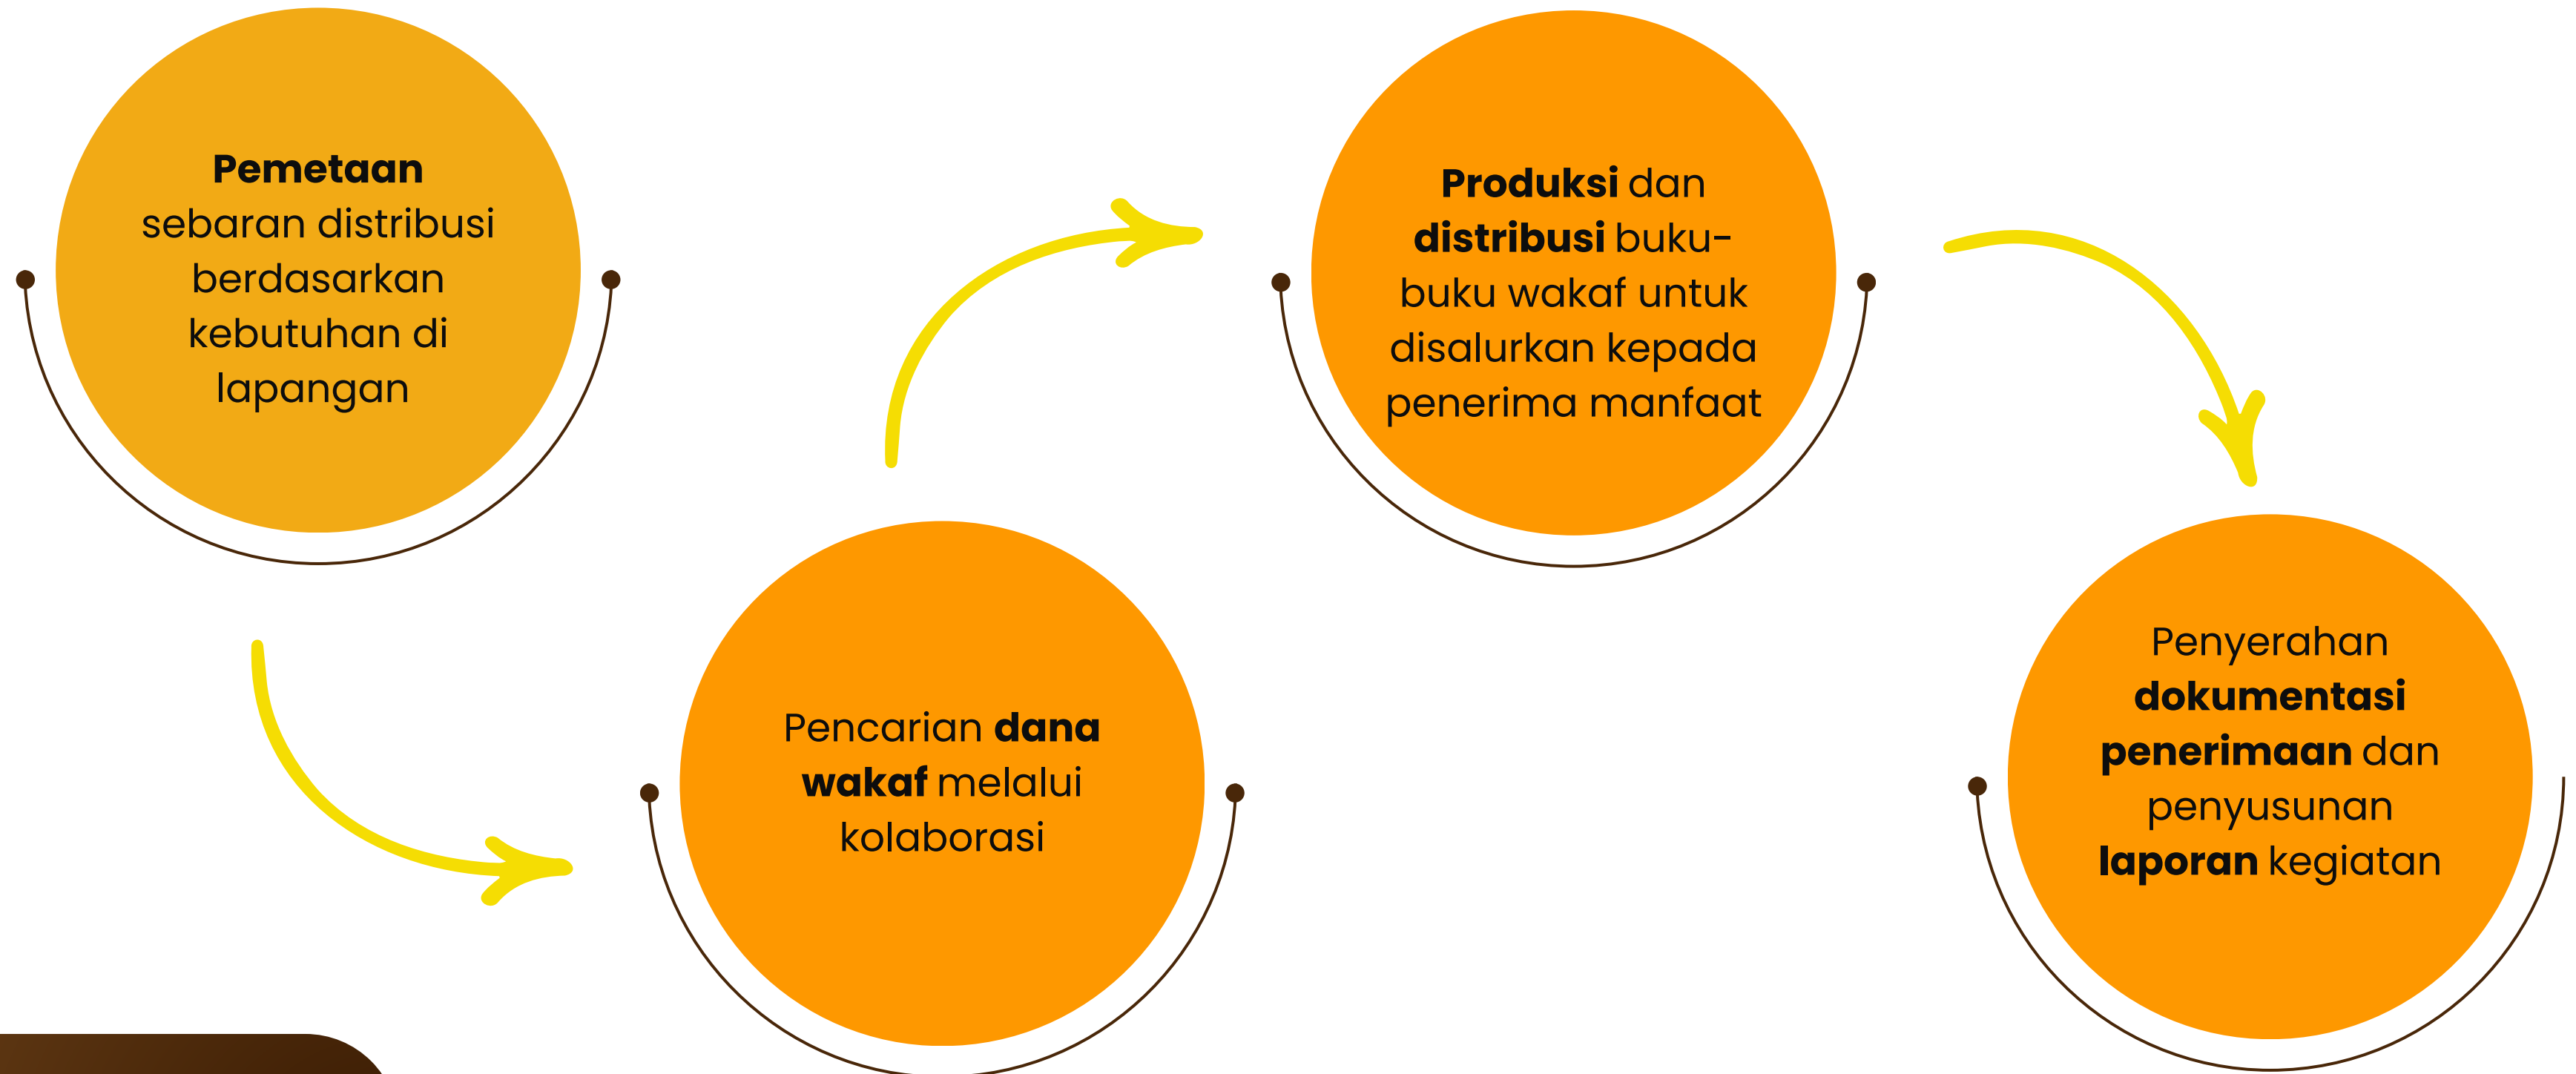 Pemetaan
sebaran distribusi
berdasarkan
kebutuhan di
lapangan
Pencarian dana
wakaf melalui
kolaborasi
Produksi dan
distribusi buku-
buku wakaf untuk
disalurkan kepada
penerima manfaat
Penyerahan
dokumentasi
penerimaan dan
penyusunan
laporan kegiatan